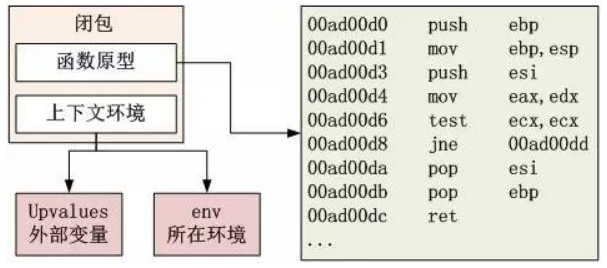 闭包
函数原型
上下文环境
Upvalues
外部变量
env
所在环境
00ad00d0 push ebp
00ad00d1 mov ebp,esp
00ad00d3 push esi
00ad00d4 mov eax,edx
00ad00d6 test ecx,ecx
00ad00d8 jne 00ad00dd
00ad00da pop esi
00ad00db pop ebp
00ad00dc ret
...